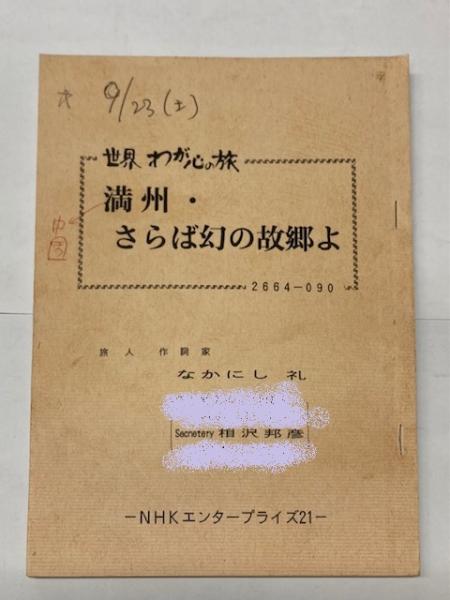 9/23(土)
世界 わが心の旅
満州・
さらば幻の故郷よ
中国
2664-090
旅人 作詞家
なかにし 礼
Secretery 相沢邦彦
-NHKエンタープライズ21-